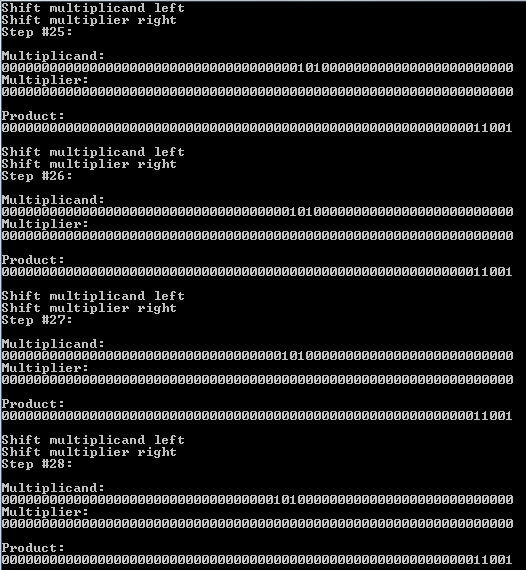 Shift multiplicand left
Shift multiplier right
Step #25:
Multiplicand:
0000000000000000000000000000000000000101000000000000000000000000
Multiplier:
0000000000000000000000000000000000000000000000000000000000000000
Product:
0000000000000000000000000000000000000000000000000000000000011001
Shift multiplicand left
Shift multiplier right
Step #26:
Multiplicand:
0000000000000000000000000000000000001010000000000000000000000000
Multiplier:
0000000000000000000000000000000000000000000000000000000000000000
Product:
0000000000000000000000000000000000000000000000000000000000011001
Shift multiplicand left
Shift multiplier right
Step #27:
Multiplicand:
0000000000000000000000000000000000010100000000000000000000000000
Multiplier:
0000000000000000000000000000000000000000000000000000000000000000
Product:
0000000000000000000000000000000000000000000000000000000000011001
Shift multiplicand left
Shift multiplier right
Step #28:
Multiplicand:
0000000000000000000000000000000000101000000000000000000000000000
Multiplier:
0000000000000000000000000000000000000000000000000000000000000000
Product:
0000000000000000000000000000000000000000000000000000000000011001